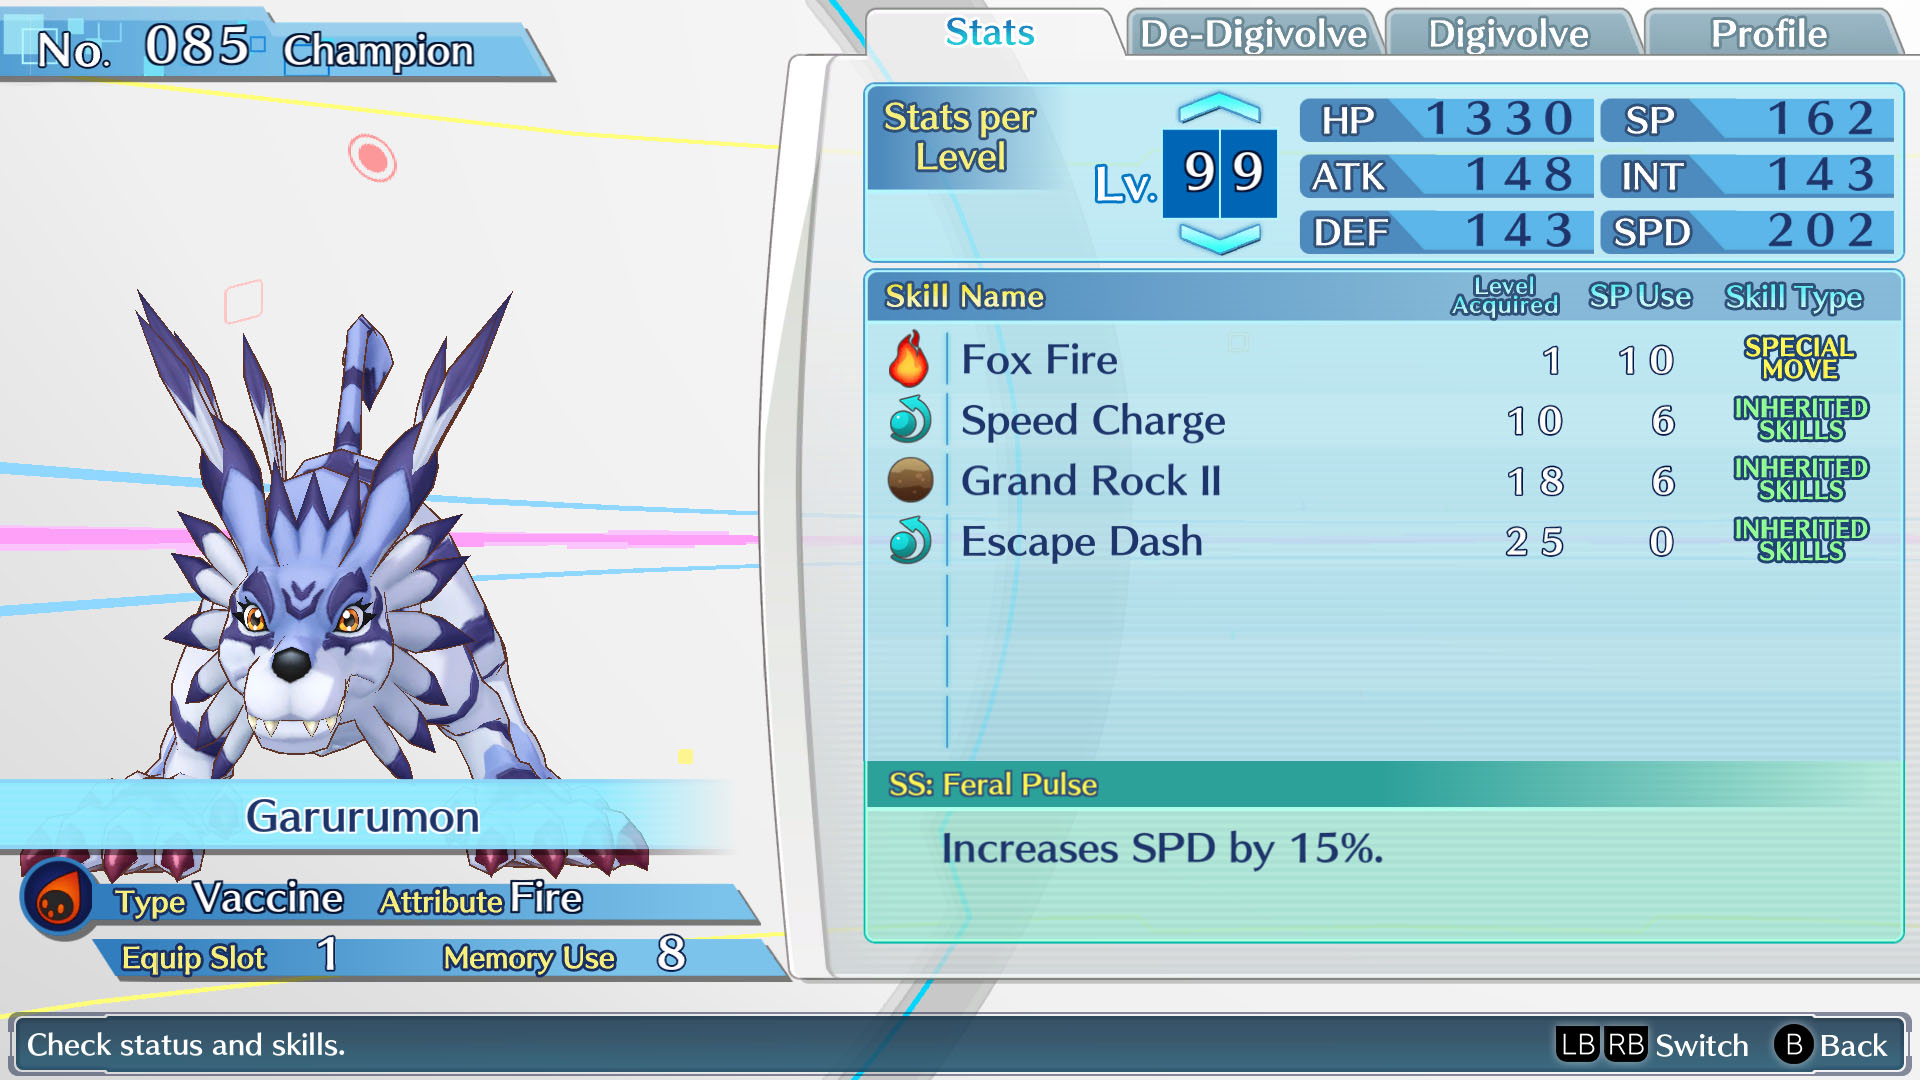 No. 085 Champion
Stats
De-Digivolve
Digivolve
Profile
Stats per
Level
Lv. 99
HP 1330
SP 162
ATK 148
INT 143
DEF 143
SPD 202
Skill Name
Level
Acquired
SP Use
Skill Type
Fox Fire 1 10 SPECIAL
MOVE
Speed Charge 10 6 INHERITED
SKILLS
Grand Rock II 18 6 INHERITED
SKILLS
Escape Dash 25 0 INHERITED
SKILLS
SS: Feral Pulse
Increases SPD by 15%.
Garurumon
Type Vaccine Attribute Fire
Equip Slot 1 Memory Use 8
Check status and skills.
LB RB Switch B Back